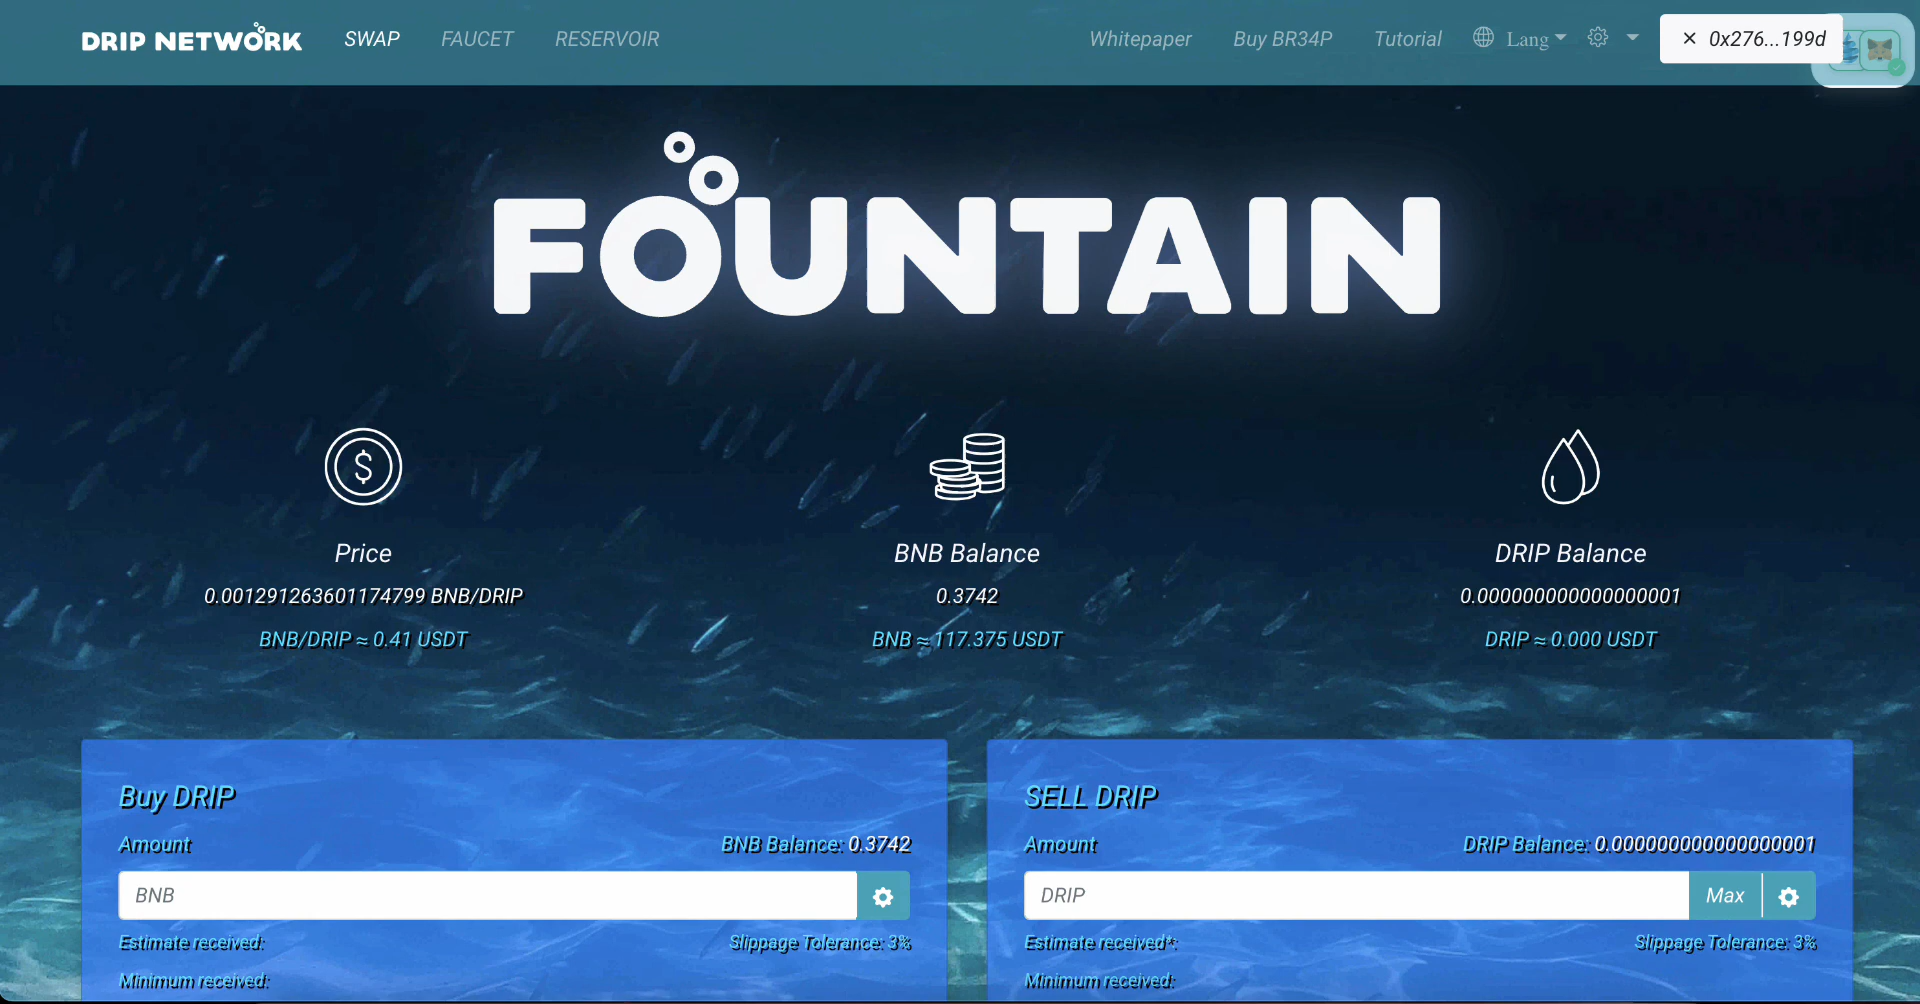 DRIP NETWORK SWAP FAUCET RESERVOIR Whitepaper Buy BR34P Tutorial Lang × 0x276...199d
FOUNTAIN
$
Price BNB Balance DRIP Balance
0.001291263601174799 BNB/DRIP 0.3742 0.000000000000000001
BNB/DRIP ≈ 0.41 USDT BNB ≈ 117.375 USDT DRIP ≈ 0.000 USDT
Buy DRIP
Amount BNB Balance: 0.3742
BNB
Estimate received: Slippage Tolerance: 3%
Minimum received:
SELL DRIP
Amount DRIP Balance: 0.000000000000000001
DRIP Max
Estimate received*: Slippage Tolerance: 3%
Minimum received: